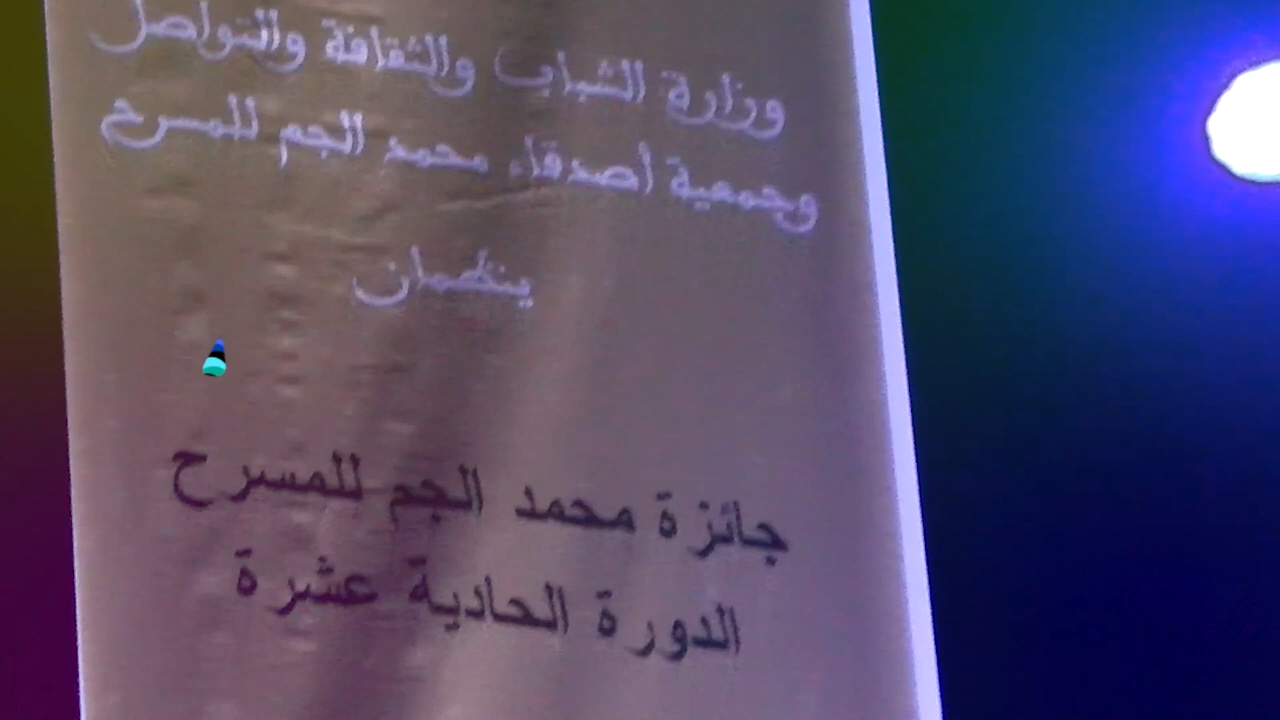 وزارة الشباب والثقافة والتواصل
وجمعية أصدقاء محمد الجم للمسرح
ينظمان
جائزة محمد الجم للمسرح
الدورة الحادية عشرة